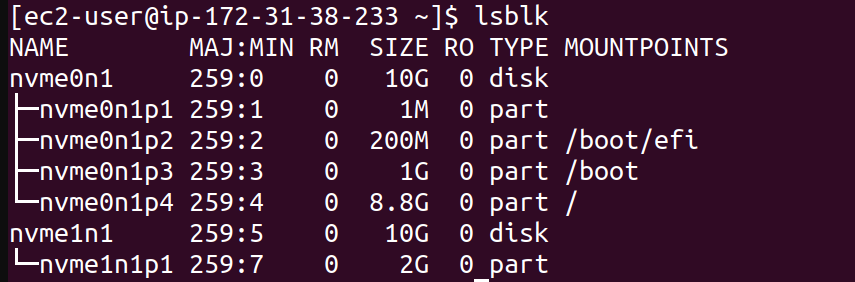 [ec2-user@ip-172-31-38-233 ~]$ lsblk
NAME        MAJ:MIN RM  SIZE RO TYPE MOUNTPOINTS
nvme0n1     259:0    0   10G  0 disk
├─nvme0n1p1 259:1    0    1M  0 part
├─nvme0n1p2 259:2    0  200M  0 part /boot/efi
├─nvme0n1p3 259:3    0    1G  0 part /boot
└─nvme0n1p4 259:4    0  8.8G  0 part /
nvme1n1     259:5    0   10G  0 disk
└─nvme1n1p1 259:7    0    2G  0 part